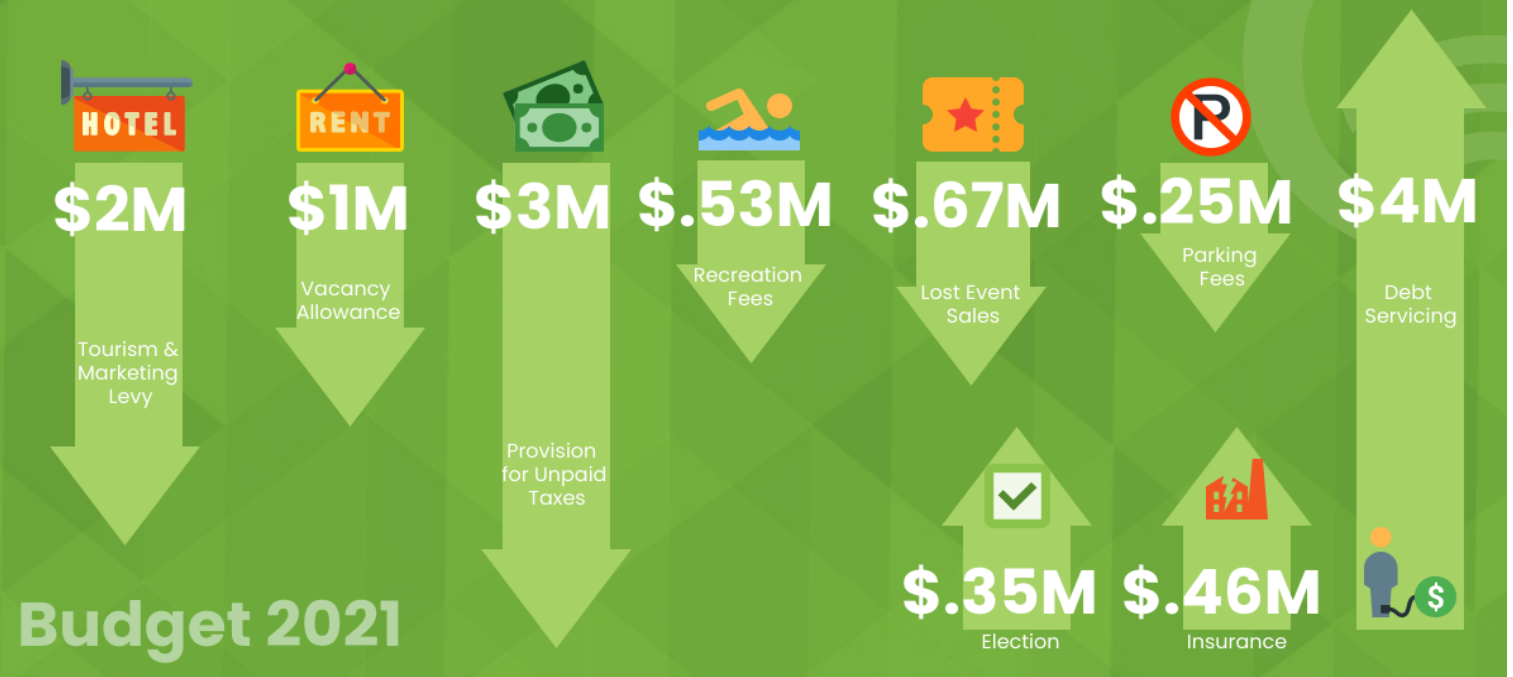 HOTEL
$2M
Tourism &
Marketing
Levy
RENT
$1M
Vacancy
Allowance
$3M
Provision
for Unpaid
Taxes
$.53M
Recreation
Fees
$.67M
Lost Event
Sales
P
$.25M
Parking
Fees
$4M
Debt
Servicing
$
$.35M
Election
$.46M
Insurance
Budget 2021